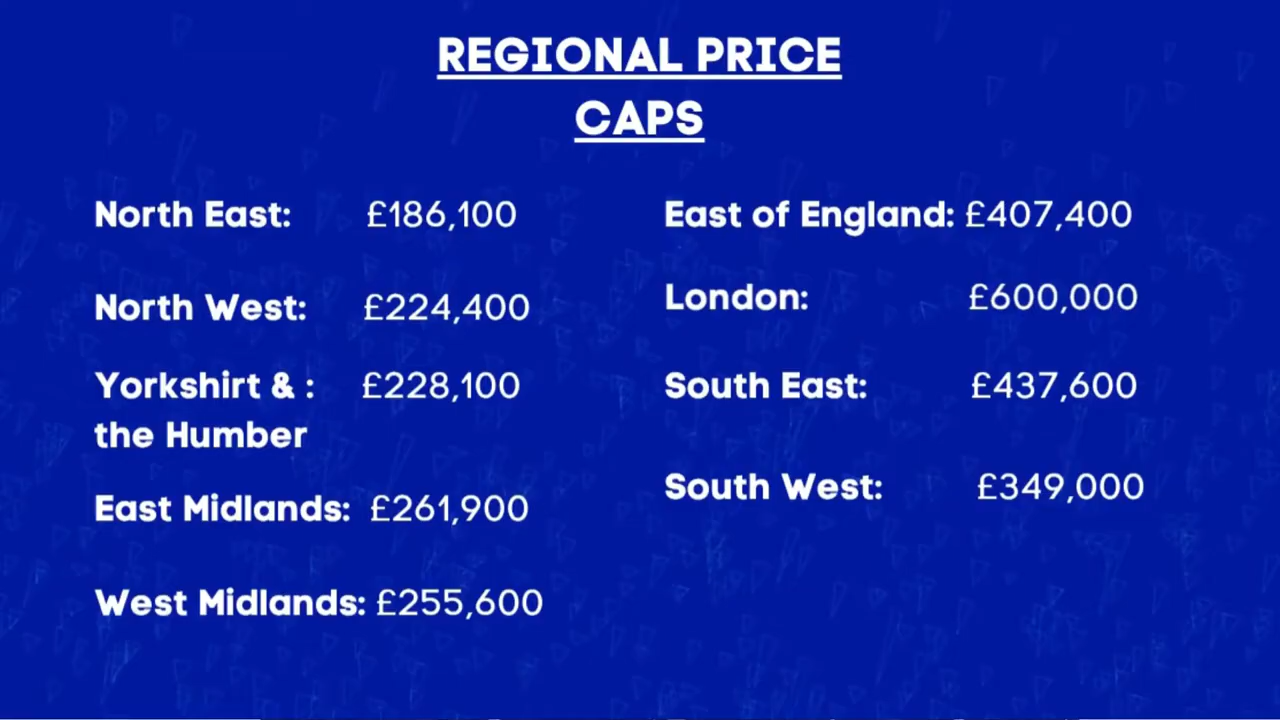 REGIONAL PRICE
CAPS
North East: £186,100
North West: £224,400
Yorkshirt & : £228,100
the Humber
East Midlands: £261,900
West Midlands: £255,600
East of England: £407,400
London: £600,000
South East: £437,600
South West: £349,000